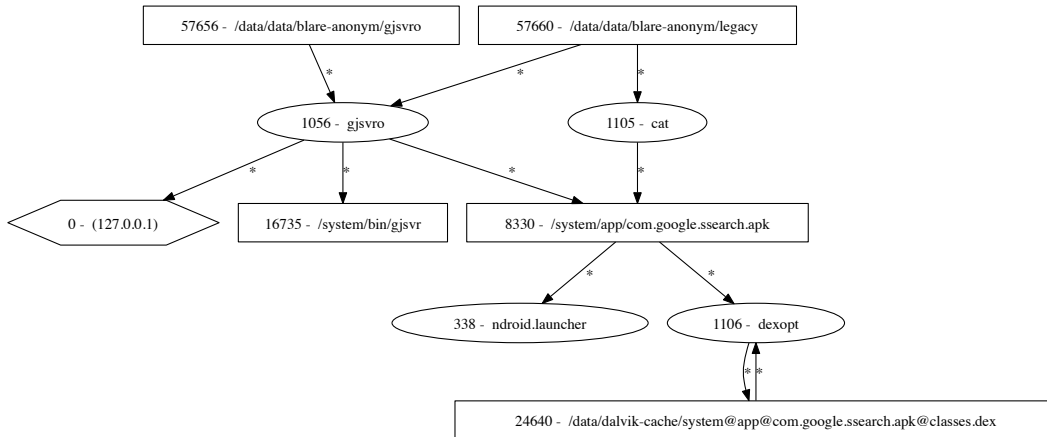 57656 - /data/data/blare-anonym/gjsvro
57660 - /data/data/blare-anonym/legacy
*
*
*
1056 - gjsvro
1105 - cat
*
*
*
*
0 - (127.0.0.1)
16735 - /system/bin/gjsvr
8330 - /system/app/com.google.ssearch.apk
*
*
338 - ndroid.launcher
1106 - dexopt
*
*
24640 - /data/dalvik-cache/system@app@com.google.ssearch.apk@classes.dex